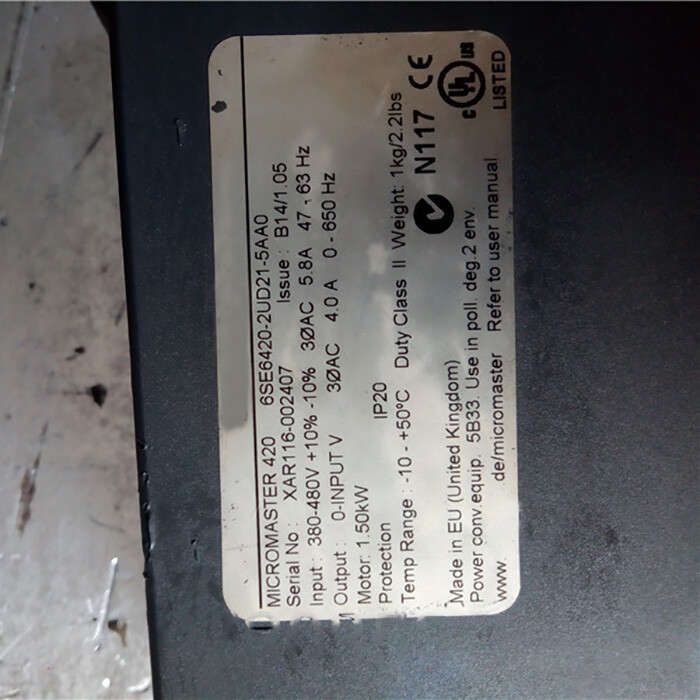 MICROMASTER 420 6SE6420-2UD21-5AA0
Serial No : XAR116-002407 Issue : B14/1.05
Input : 380-480V +10% -10% 3ØAC 5.8A 47 - 63 Hz
Output : 0-INPUT V 3ØAC 4.0 A 0 - 650 Hz
Motor: 1.50kW
Protection IP20
Temp Range : -10 - +50°C Duty Class II Weight: 1kg/2.2lbs
N117 CE
Made in EU (United Kingdom)
Power conv.equip. 5B33. Use in poll. deg.2 env.
www. de/micromaster Refer to user manual
c UL US
LISTED